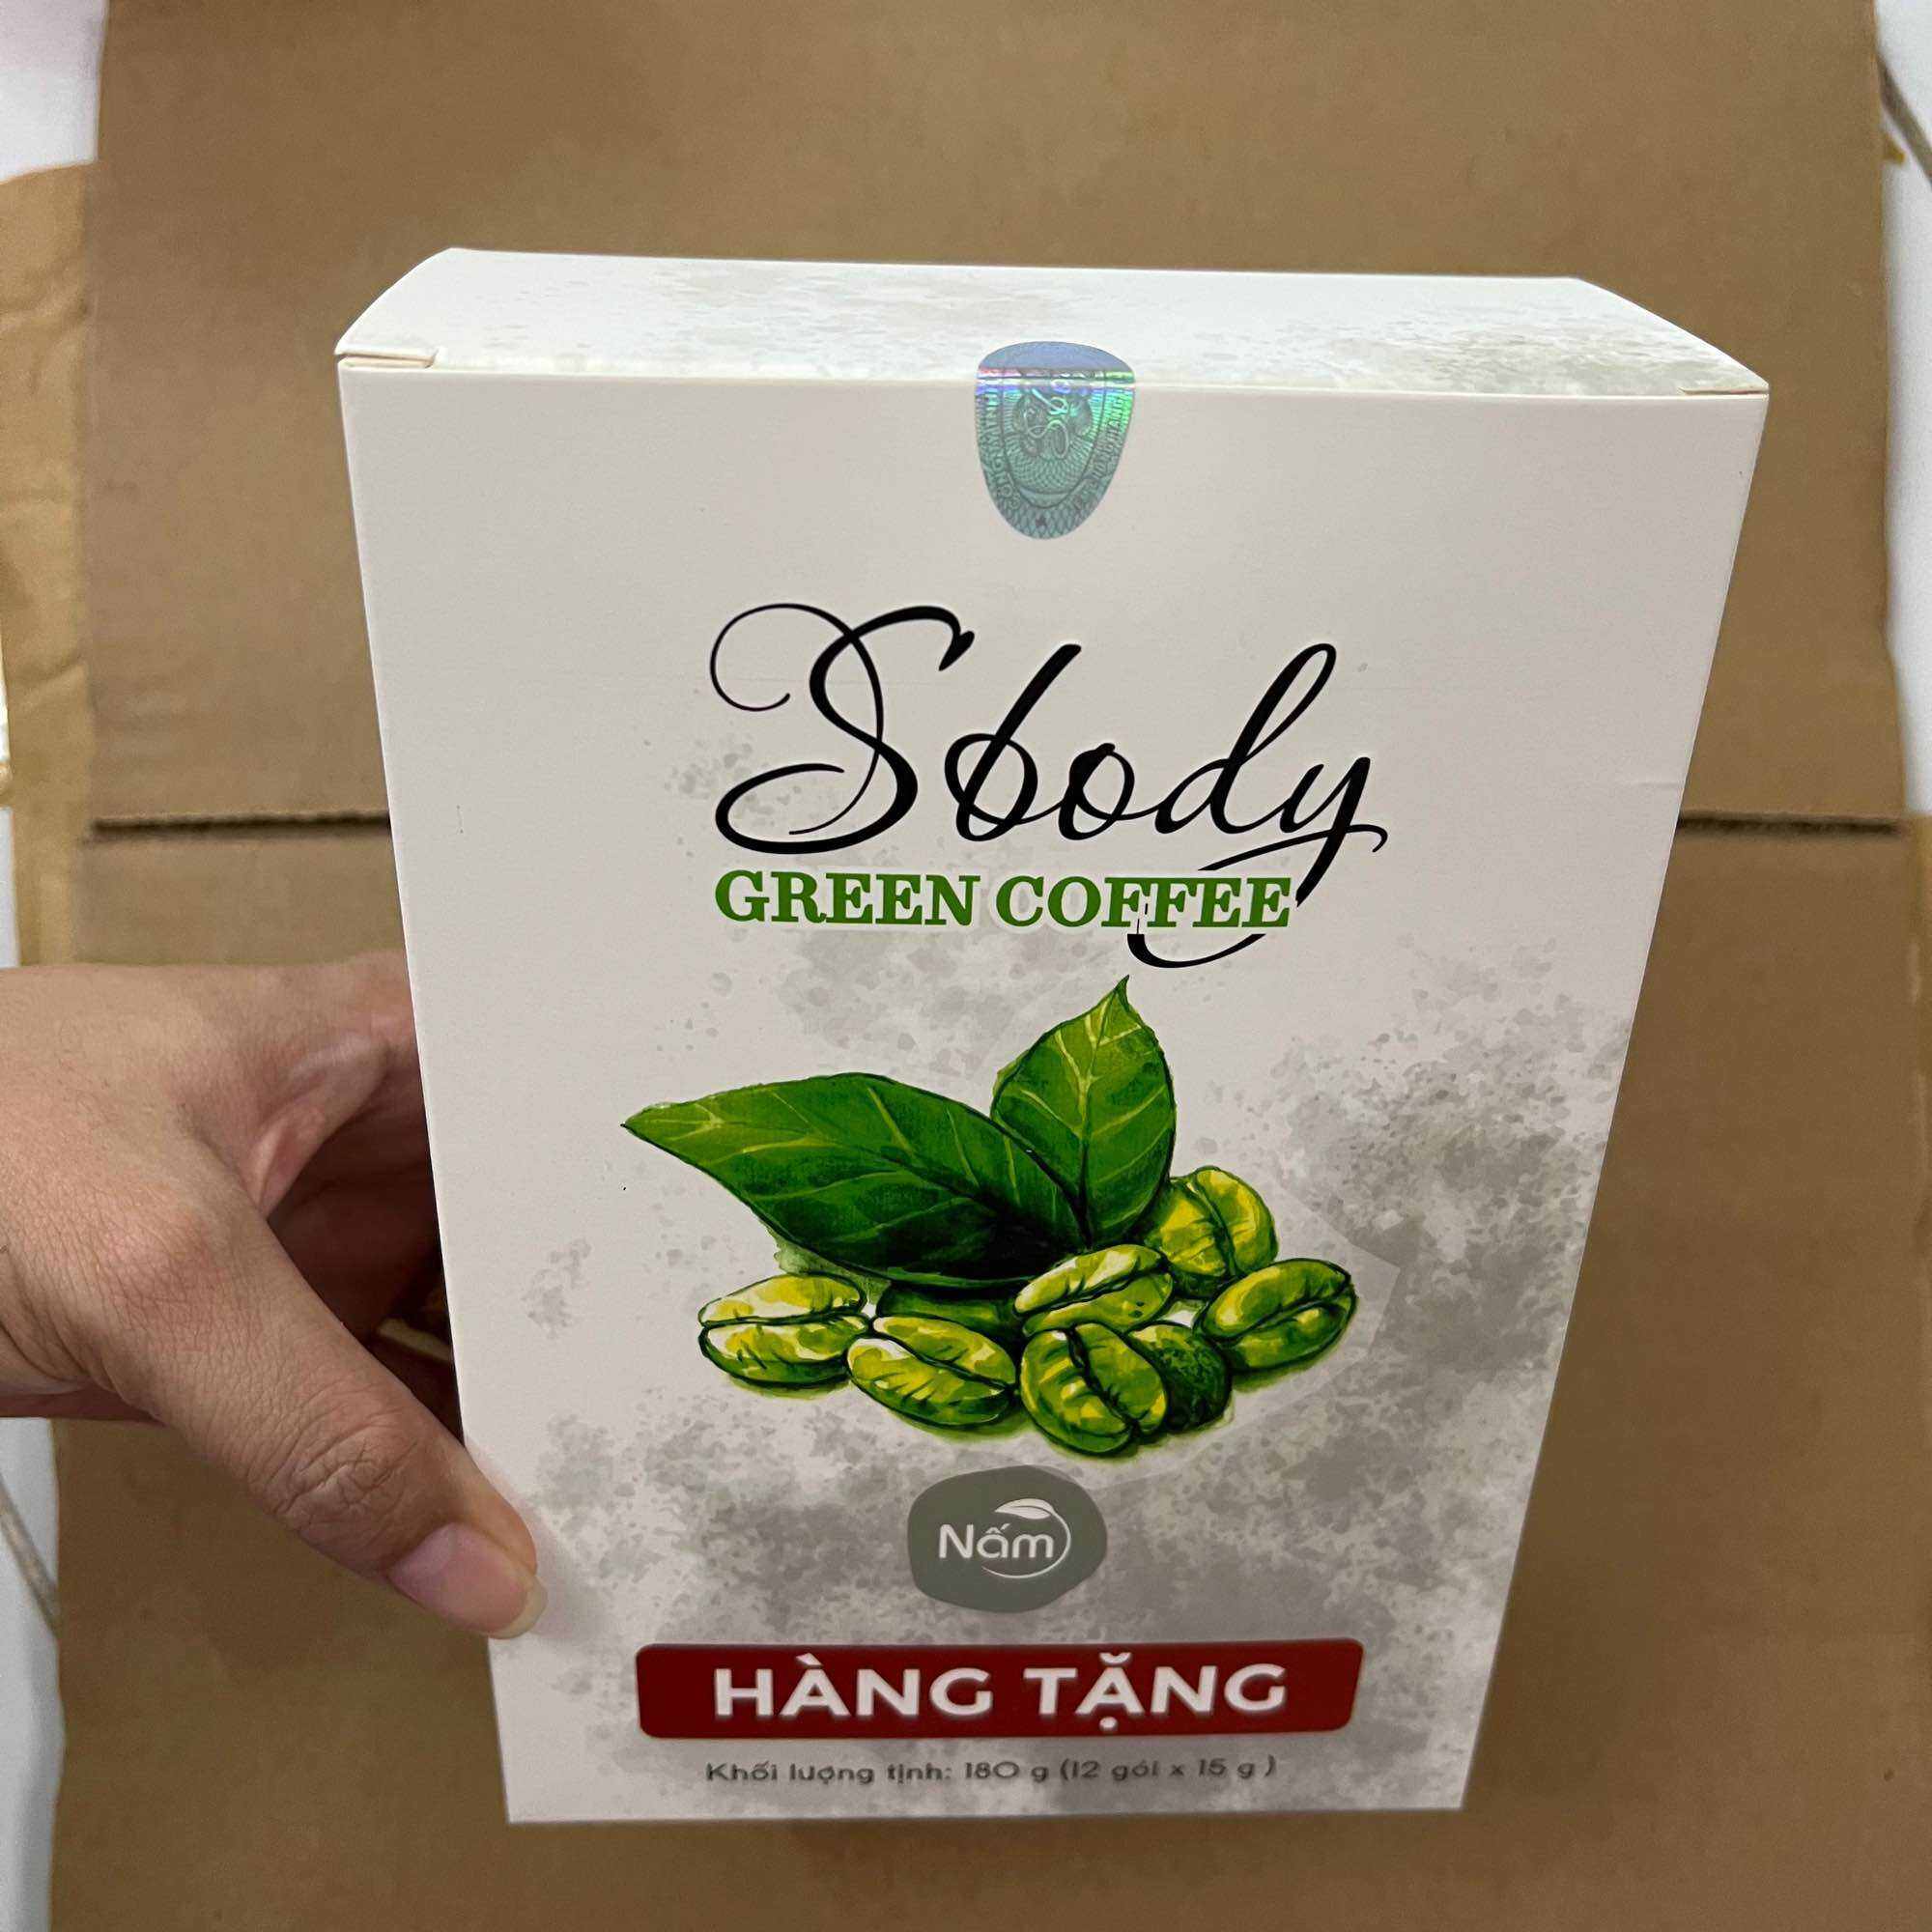 Sbody
GREEN COFFEE
Nấm
HÀNG TẶNG
Khối lượng tịnh: 180 g (12 gói x 15 g )